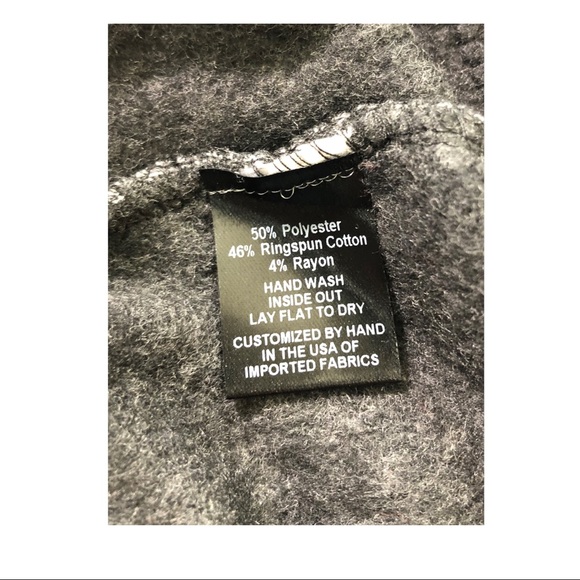 50% Polyester
46% Ringspun Cotton
4% Rayon
HAND WASH
INSIDE OUT
LAY FLAT TO DRY
CUSTOMIZED BY HAND
IN THE USA OF
IMPORTED FABRICS